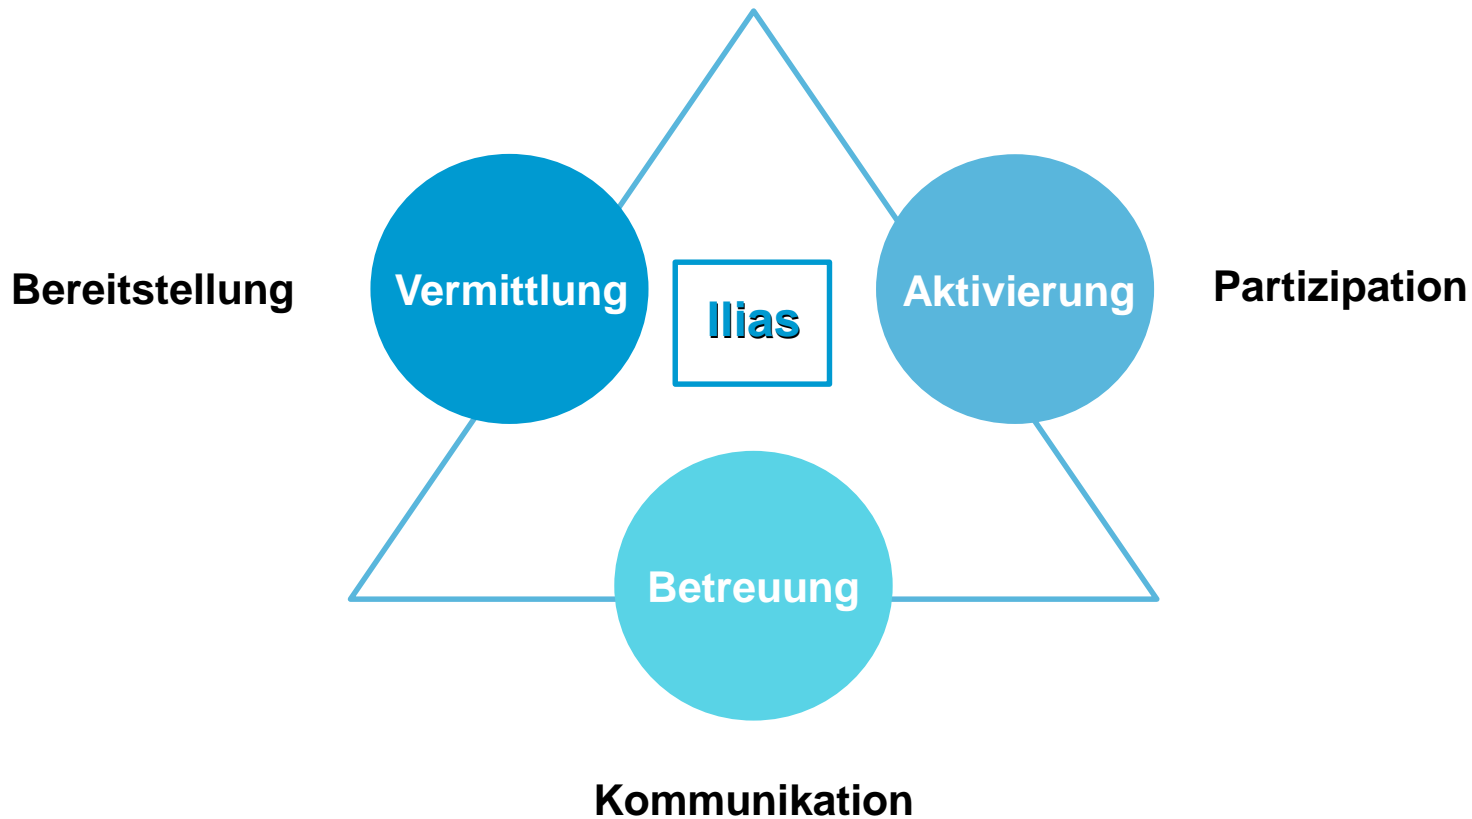 Bereitstellung
Vermittlung
Ilias
Aktivierung
Partizipation
Betreuung
Kommunikation